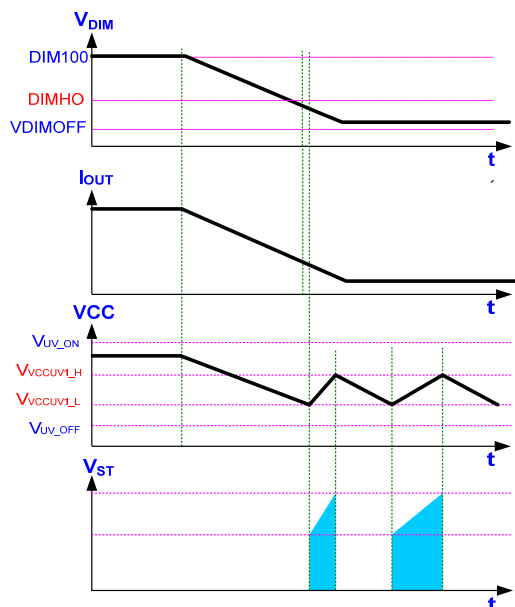 VDIM
DIM100
DIMHO
VDIMOFF
t
IOUT
t
VCC
VUV_ON
VVCCUV1_H
VVCCUV1_L
VUV_OFF
t
VST
t